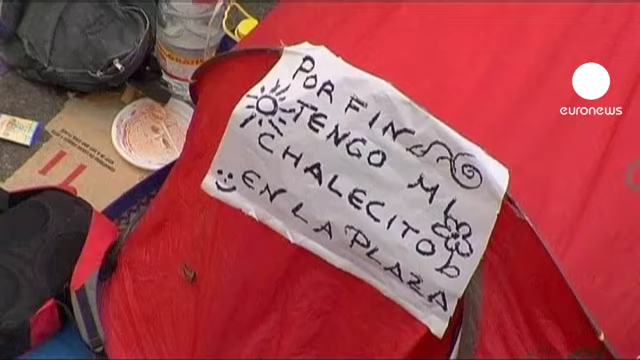 POR FIN
TENGO MI
CHALECITO
EN LA PLAZA
euronews